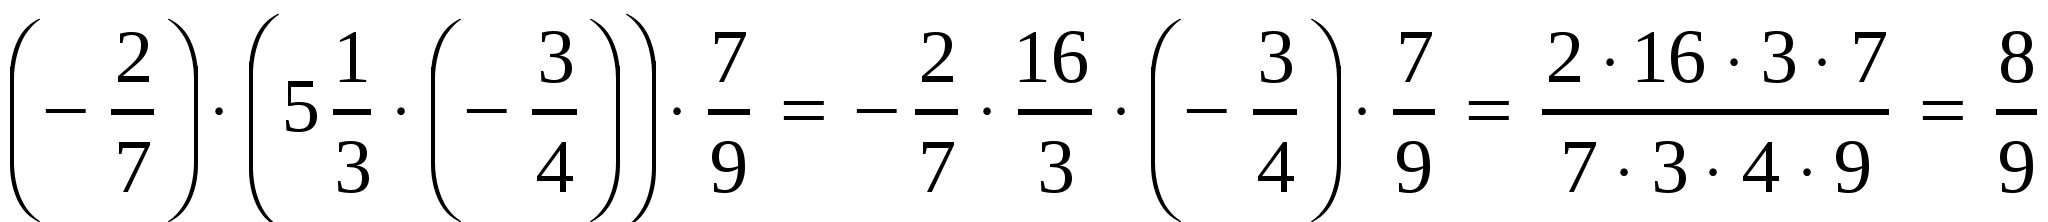 (− 2/7) · (5 1/3 · (− 3/4)) · 7/9 = − 2/7 · 16/3 · (− 3/4) · 7/9 = (2 · 16 · 3 · 7)/(7 · 3 · 4 · 9) = 8/9